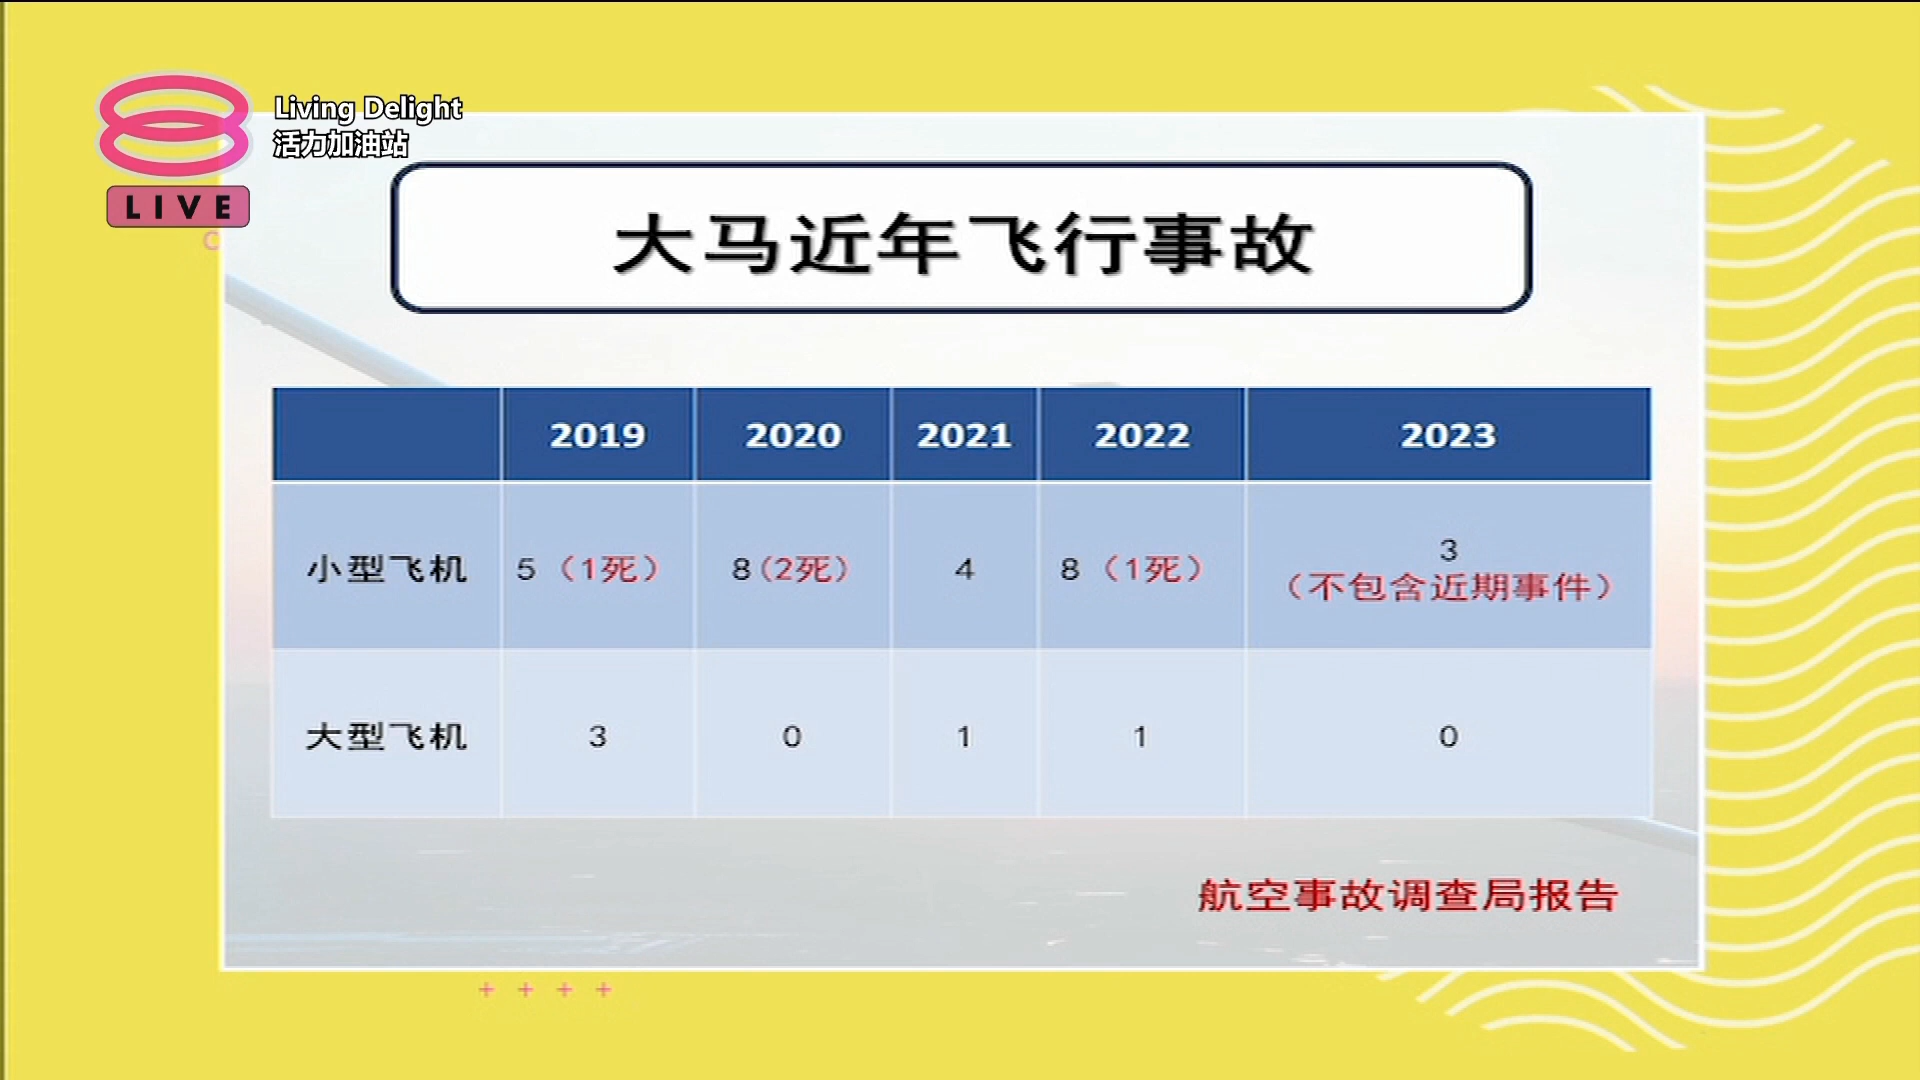 Living Delight
活力加油站
LIVE
大马近年飞行事故
2019 2020 2021 2022 2023
小型飞机 5（1死） 8（2死） 4 8（1死） 3
（不包含近期事件）
大型飞机 3 0 1 1 0
航空事故调查局报告